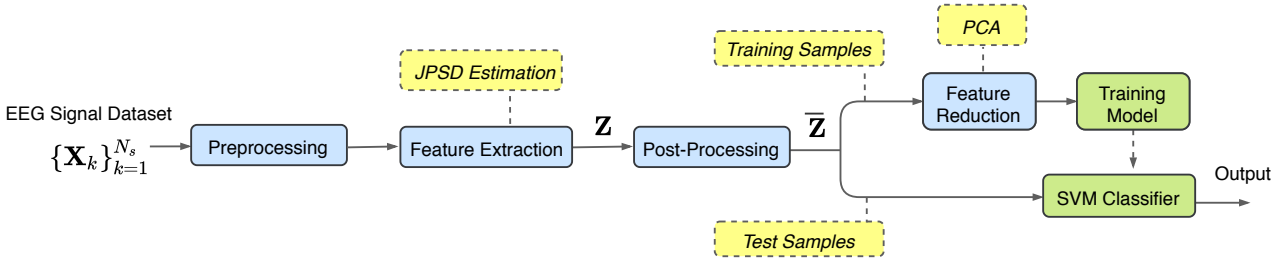 EEG Signal Dataset
{X_k}_{k=1}^{N_s}
Preprocessing
JPSD Estimation
Feature Extraction
Z
Post-Processing
Z̄
Training Samples
PCA
Feature
Reduction
Training
Model
Test Samples
SVM Classifier
Output